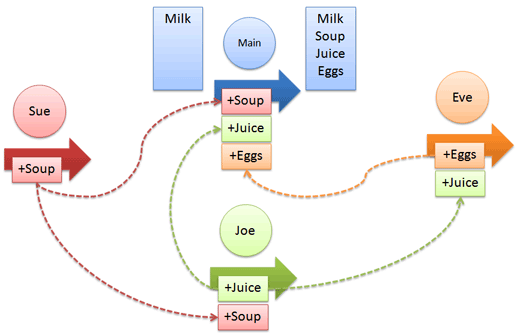 Milk
Main
Milk
Soup
Juice
Eggs
Sue
+Soup
+Soup
+Juice
+Eggs
Eve
+Eggs
+Juice
Joe
+Juice
+Soup